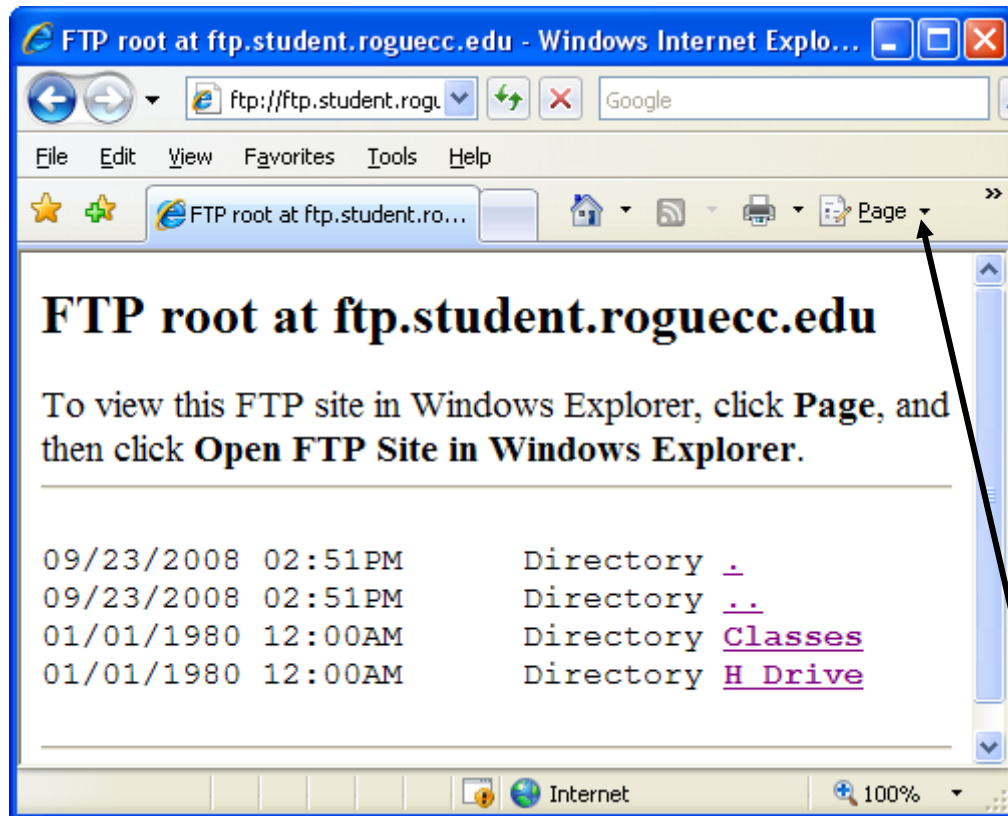 FTP root at ftp.student.roguecc.edu - Windows Internet Explo...
ftp://ftp.student.rogu
Google
File Edit View Favorites Tools Help
FTP root at ftp.student.ro... Page »
FTP root at ftp.student.roguecc.edu
To view this FTP site in Windows Explorer, click Page, and
then click Open FTP Site in Windows Explorer.
09/23/2008 02:51PM Directory .
09/23/2008 02:51PM Directory ..
01/01/1980 12:00AM Directory Classes
01/01/1980 12:00AM Directory H Drive
Internet 100%